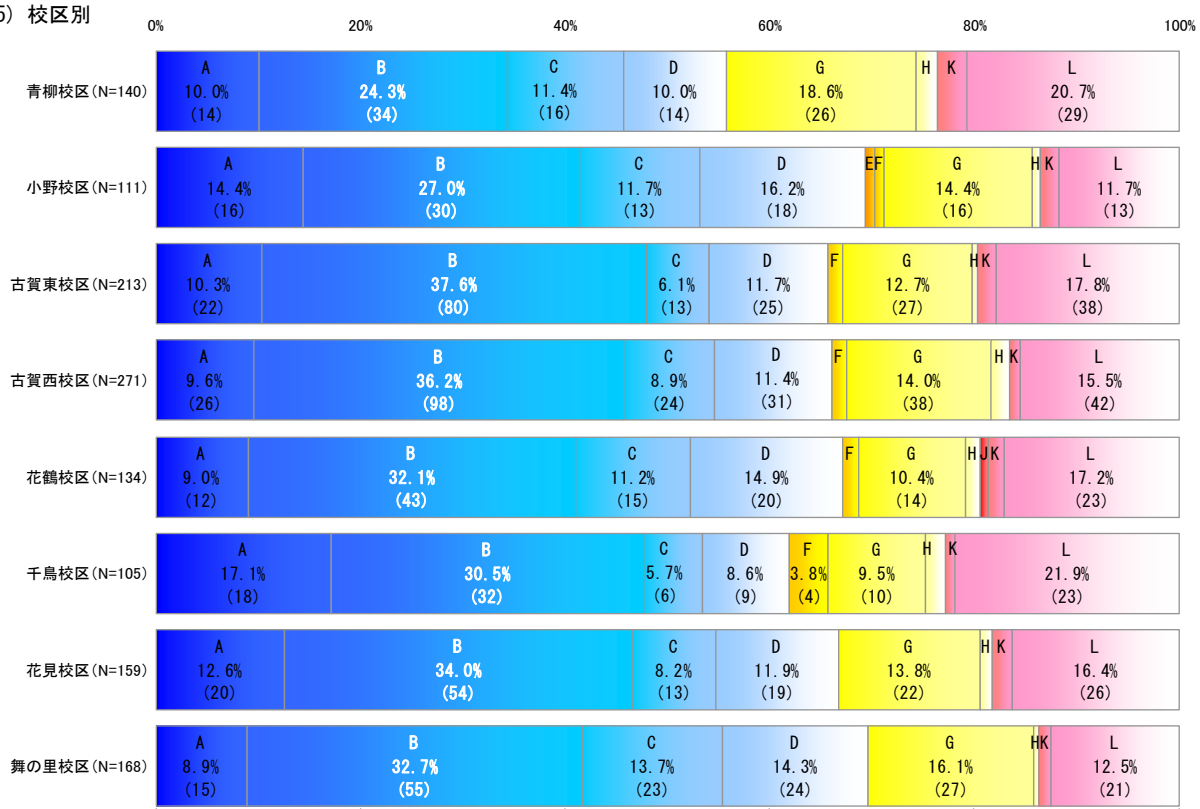 5) 校区別
0% 20% 40% 60% 80% 100%
青柳校区(N=140)
A B C D G H K L
10.0% 24.3% 11.4% 10.0% 18.6% 20.7%
(14) (34) (16) (14) (26) (29)
小野校区(N=111)
A B C D E F G H K L
14.4% 27.0% 11.7% 16.2% 14.4% 11.7%
(16) (30) (13) (18) (16) (13)
古賀東校区(N=213)
A B C D F G H K L
10.3% 37.6% 6.1% 11.7% 12.7% 17.8%
(22) (80) (13) (25) (27) (38)
古賀西校区(N=271)
A B C D F G H K L
9.6% 36.2% 8.9% 11.4% 14.0% 15.5%
(26) (98) (24) (31) (38) (42)
花鶴校区(N=134)
A B C D F G H J K L
9.0% 32.1% 11.2% 14.9% 10.4% 17.2%
(12) (43) (15) (20) (14) (23)
千鳥校区(N=105)
A B C D F G H K L
17.1% 30.5% 5.7% 8.6% 3.8% 9.5% 21.9%
(18) (32) (6) (9) (4) (10) (23)
花見校区(N=159)
A B C D G H K L
12.6% 34.0% 8.2% 11.9% 13.8% 16.4%
(20) (54) (13) (19) (22) (26)
舞の里校区(N=168)
A B C D G H K L
8.9% 32.7% 13.7% 14.3% 16.1% 12.5%
(15) (55) (23) (24) (27) (21)